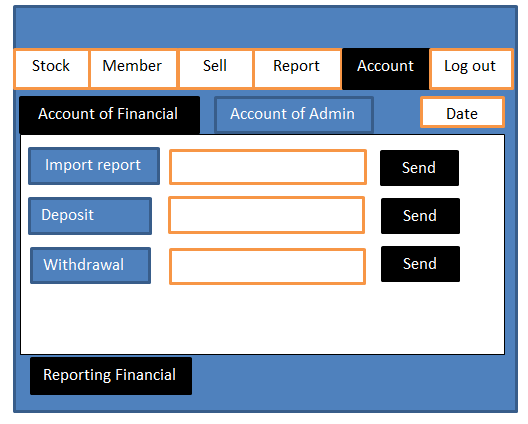 Stock Member Sell Report Account Log out
Account of Financial Account of Admin Date
Import report Send
Deposit Send
Withdrawal Send
Reporting Financial